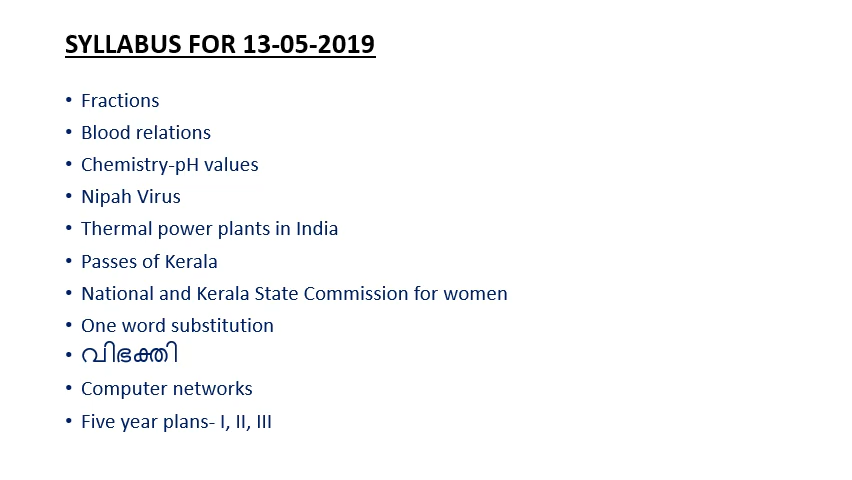 SYLLABUS FOR 13-05-2019
• Fractions
• Blood relations
• Chemistry-pH values
• Nipah Virus
• Thermal power plants in India
• Passes of Kerala
• National and Kerala State Commission for women
• One word substitution
• വിഭക്തി
• Computer networks
• Five year plans- I, II, III